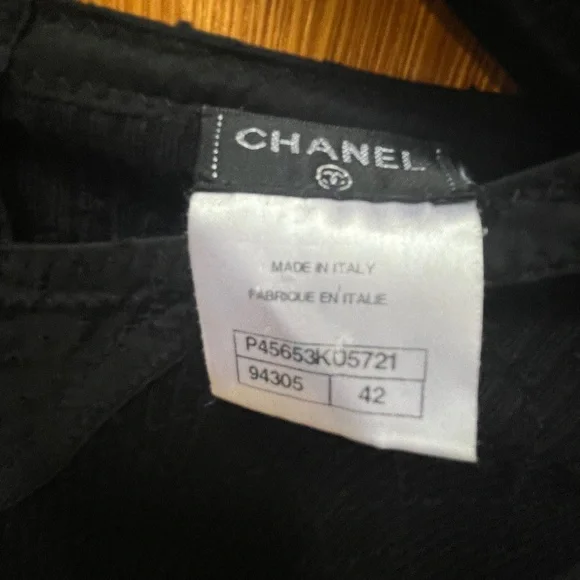 CHANEL
MADE IN ITALY
FABRIQUE EN ITALIE
P45653K05721
94305 42